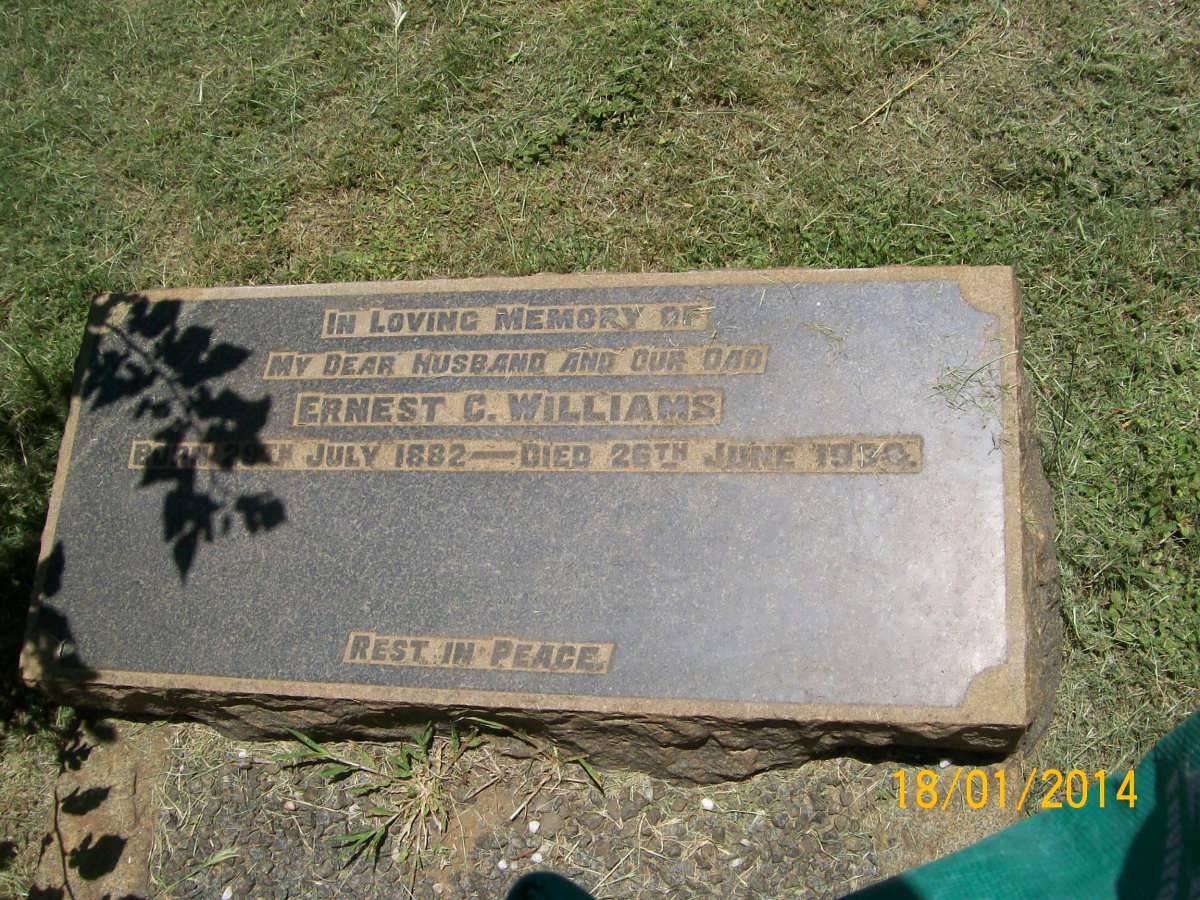 IN LOVING MEMORY OF
MY DEAR HUSBAND AND OUR DAD
ERNEST C. WILLIAMS
BORN JULY 1882 — DIED 26TH JUNE
REST IN PEACE.
18/01/2014